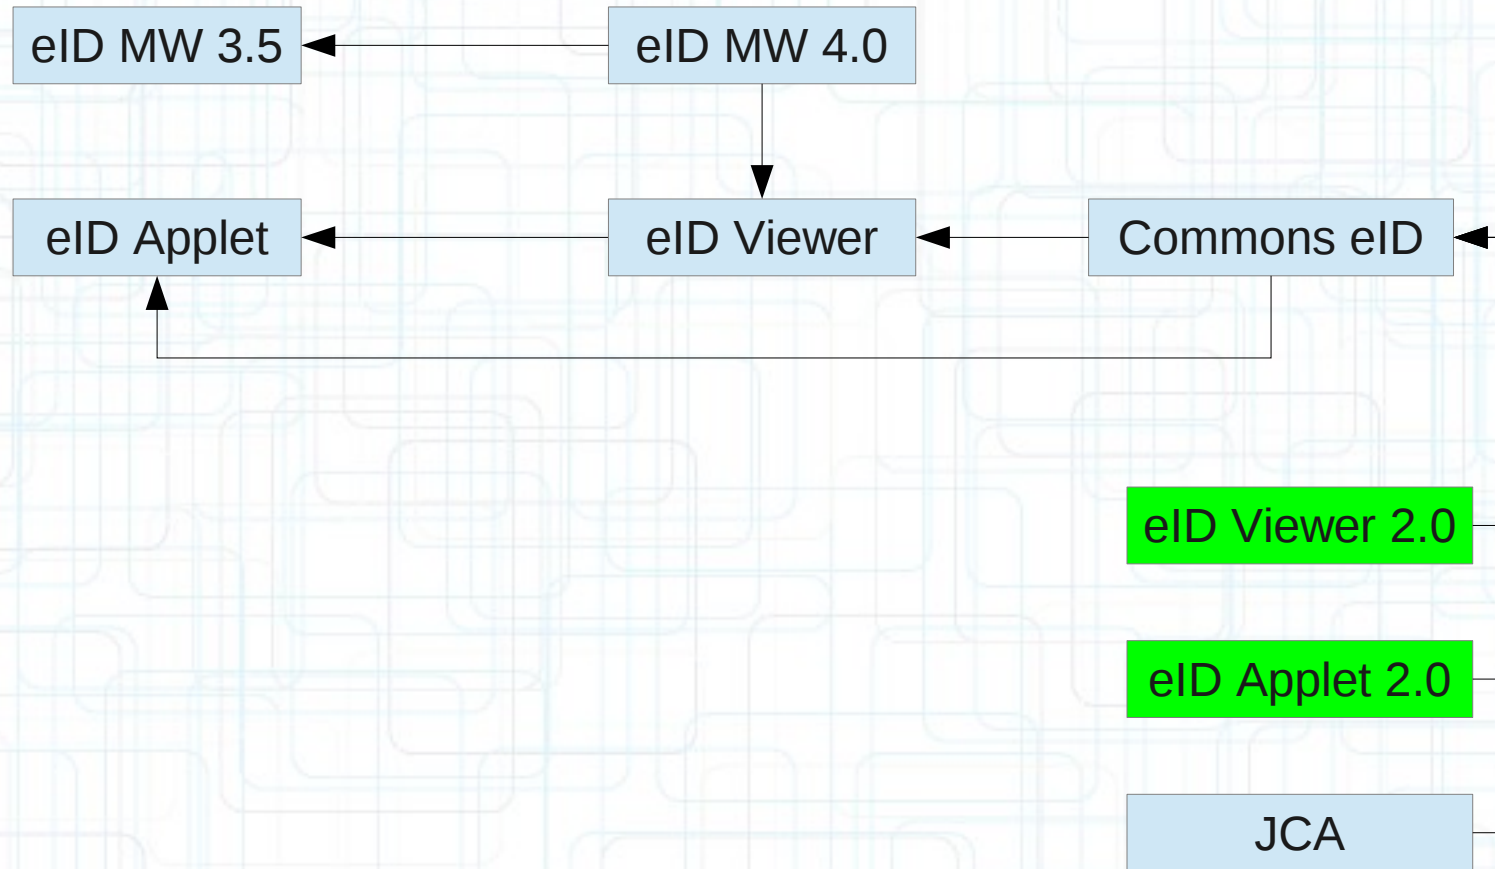 eID MW 3.5
eID MW 4.0
eID Applet
eID Viewer
Commons eID
eID Viewer 2.0
eID Applet 2.0
JCA